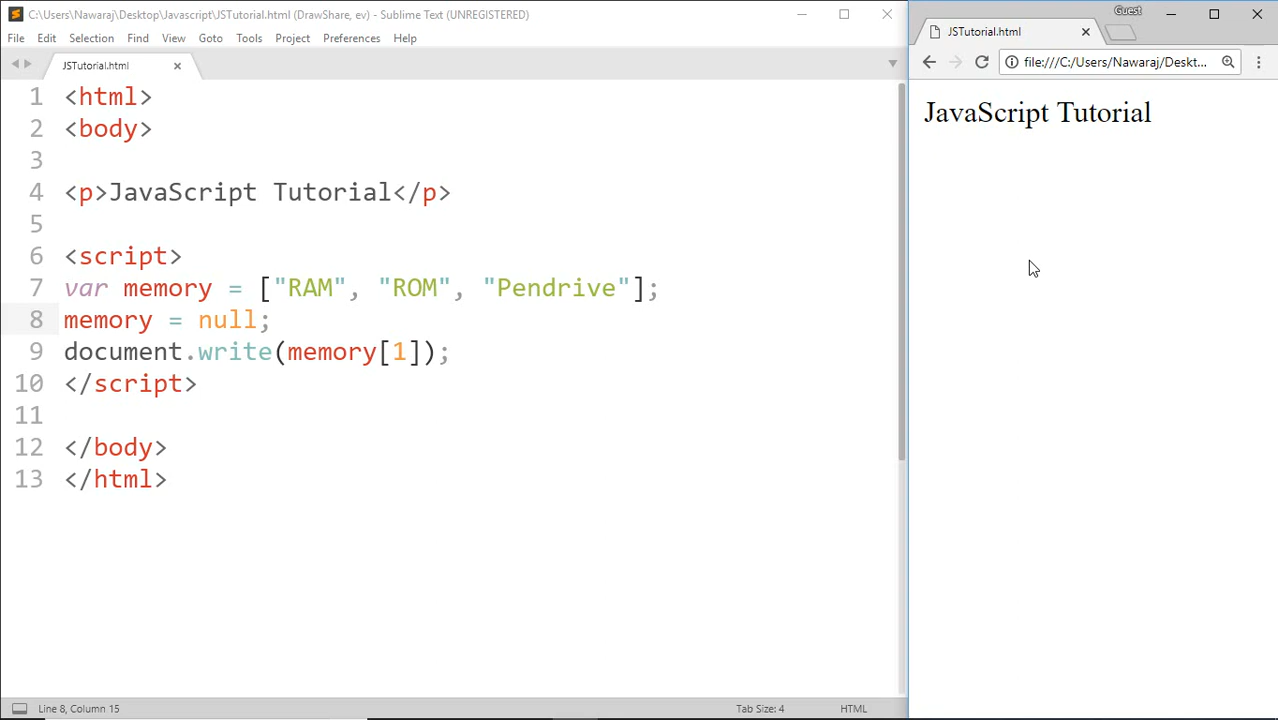 C:\Users\Nawaraj\Desktop\Javascript\JSTutorial.html (DrawShare, ev) - Sublime Text (UNREGISTERED)
File Edit Selection Find View Goto Tools Project Preferences Help
JSTutorial.html
1 <html>
2 <body>
3
4 <p>JavaScript Tutorial</p>
5
6 <script>
7 var memory = ["RAM", "ROM", "Pendrive"];
8 memory = null;
9 document.write(memory[1]);
10 </script>
11
12 </body>
13 </html>
Line 8, Column 15 Tab Size: 4 HTML
Guest
JSTutorial.html
file:///C:/Users/Nawaraj/Deskt...
JavaScript Tutorial